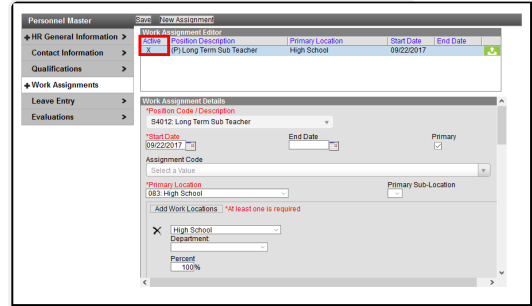 Personnel Master
Save New Assignment
HR General Information >
Contact Information >
Qualifications >
Work Assignments
Leave Entry >
Evaluations >
Work Assignment Editor
Active Position Description Primary Location Start Date End Date
X (P) Long Term Sub Teacher High School 09/22/2017
Work Assignment Details
*Position Code / Description
S4012: Long Term Sub Teacher
*Start Date End Date Primary
09/22/2017
Assignment Code
Select a Value
*Primary Location Primary Sub-Location
083: High School
Add Work Locations *At least one is required
High School
Department
Percent
100%